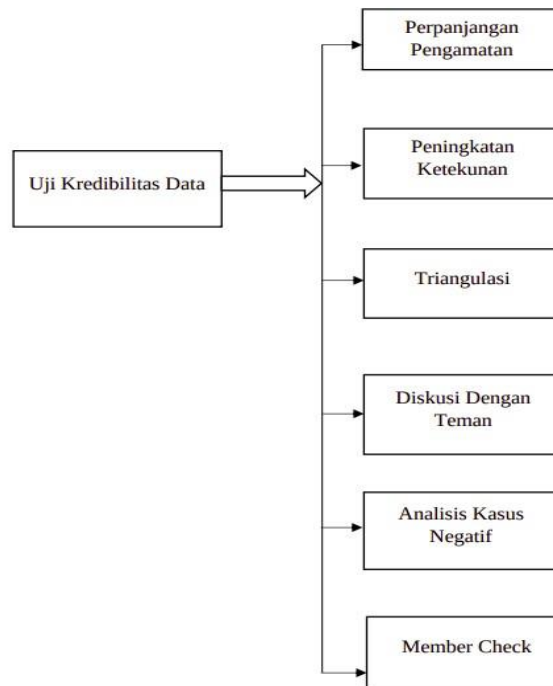 Perpanjangan
Pengamatan
Uji Kredibilitas Data
Peningkatan
Ketekunan
Triangulasi
Diskusi Dengan
Teman
Analisis Kasus
Negatif
Member Check